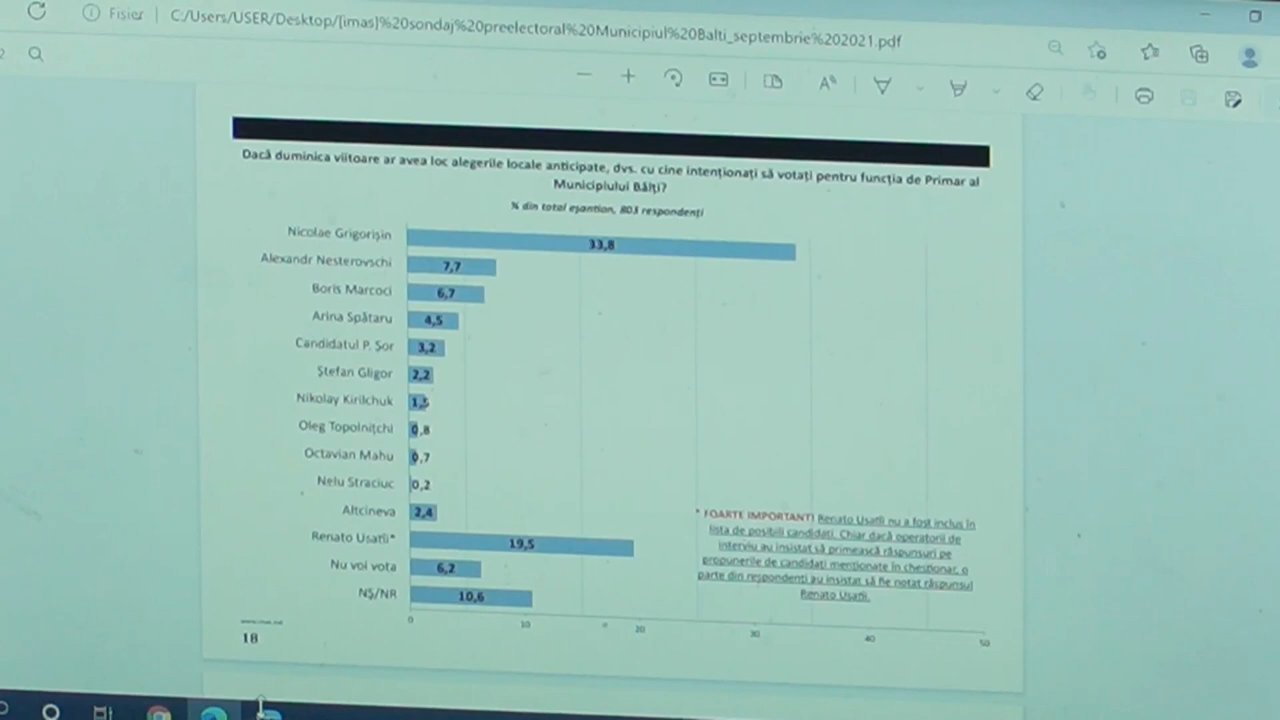 Fișier | C:/Users/USER/Desktop/[imas]%20sondaj%20preelectoral%20Municipiul%20Balti_septembrie%202021.pdf
Dacă duminica viitoare ar avea loc alegerile locale anticipate, dvs. cu cine intenționați să votați pentru funcția de Primar al
Municipiului Bălți?
% din total eșantion, 803 respondenți
Nicolae Grigorișin 33,8
Alexandr Nesterovschi 7,7
Boris Marcoci 6,7
Arina Spătaru 4,5
Candidatul P. Șor 3,2
Ștefan Gligor 2,2
Nikolay Kirilchuk 1,5
Oleg Topolnițchi 0,8
Octavian Mahu 0,7
Nelu Straciuc 0,2
Altcineva 2,4
Renato Usatîi* 19,5
Nu voi vota 6,2
NȘ/NR 10,6
* FOARTE IMPORTANT! Renato Usatîi nu a fost inclus în
lista de posibili candidați. Chiar dacă operatorii de
interviu au insistat să primească răspunsuri pe
propunerile de candidați menționate în chestionar, o
parte din respondenți au insistat să fie notat răspunsul
Renato Usatîi.
0 10 20 30 40 50
18